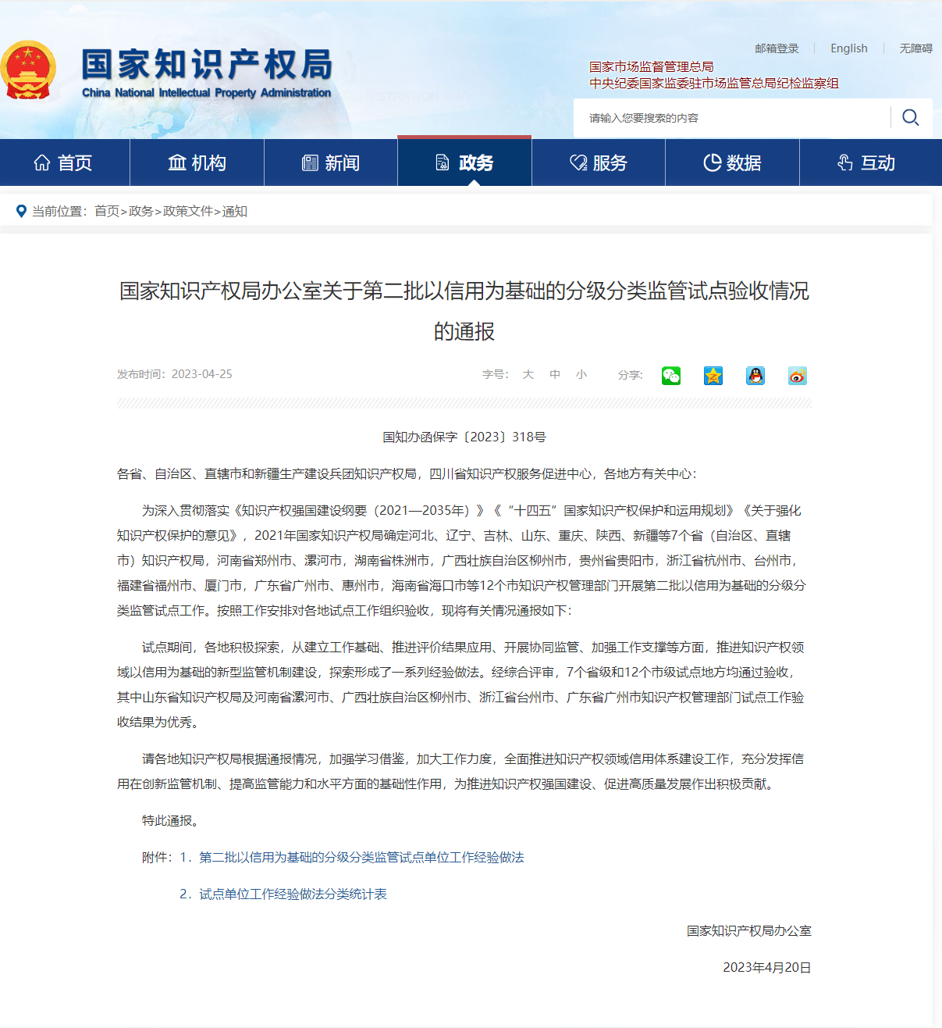 国家知识产权局
China National Intellectual Property Administration
邮箱登录 English 无障碍
国家市场监督管理总局
中央纪委国家监委驻市场监管总局纪检监察组
请输入您要搜索的内容
首页 机构 新闻 政务 服务 数据 互动
当前位置：首页>政务>政策文件>通知
国家知识产权局办公室关于第二批以信用为基础的分级分类监管试点验收情况
的通报
发布时间：2023-04-25 字号： 大 中 小 分享:
国知办函保字〔2023〕318号
各省、自治区、直辖市和新疆生产建设兵团知识产权局，四川省知识产权服务促进中心，各地方有关中心：
为深入贯彻落实《知识产权强国建设纲要（2021—2035年）》《“十四五”国家知识产权保护和运用规划》《关于强化
知识产权保护的意见》，2021年国家知识产权局确定河北、辽宁、吉林、山东、重庆、陕西、新疆等7个省（自治区、直辖
市）知识产权局，河南省郑州市、漯河市，湖南省株洲市，广西壮族自治区柳州市，贵州省贵阳市，浙江省杭州市、台州市，
福建省福州市、厦门市，广东省广州市、惠州市，海南省海口市等12个市知识产权管理部门开展第二批以信用为基础的分级分
类监管试点工作。按照工作安排对各地试点工作组织验收，现将有关情况通报如下：
试点期间，各地积极探索，从建立工作基础、推进评价结果应用、开展协同监管、加强工作支撑等方面，推进知识产权领
域以信用为基础的新型监管机制建设，探索形成了一系列经验做法。经综合评审，7个省级和12个市级试点地方均通过验收，
其中山东省知识产权局及河南省漯河市、广西壮族自治区柳州市、浙江省台州市、广东省广州市知识产权管理部门试点工作验
收结果为优秀。
请各地知识产权局根据通报情况，加强学习借鉴，加大工作力度，全面推进知识产权领域信用体系建设工作，充分发挥信
用在创新监管机制、提高监管能力和水平方面的基础性作用，为推进知识产权强国建设、促进高质量发展作出积极贡献。
特此通报。
附件：1．第二批以信用为基础的分级分类监管试点单位工作经验做法
2．试点单位工作经验做法分类统计表
国家知识产权局办公室
2023年4月20日